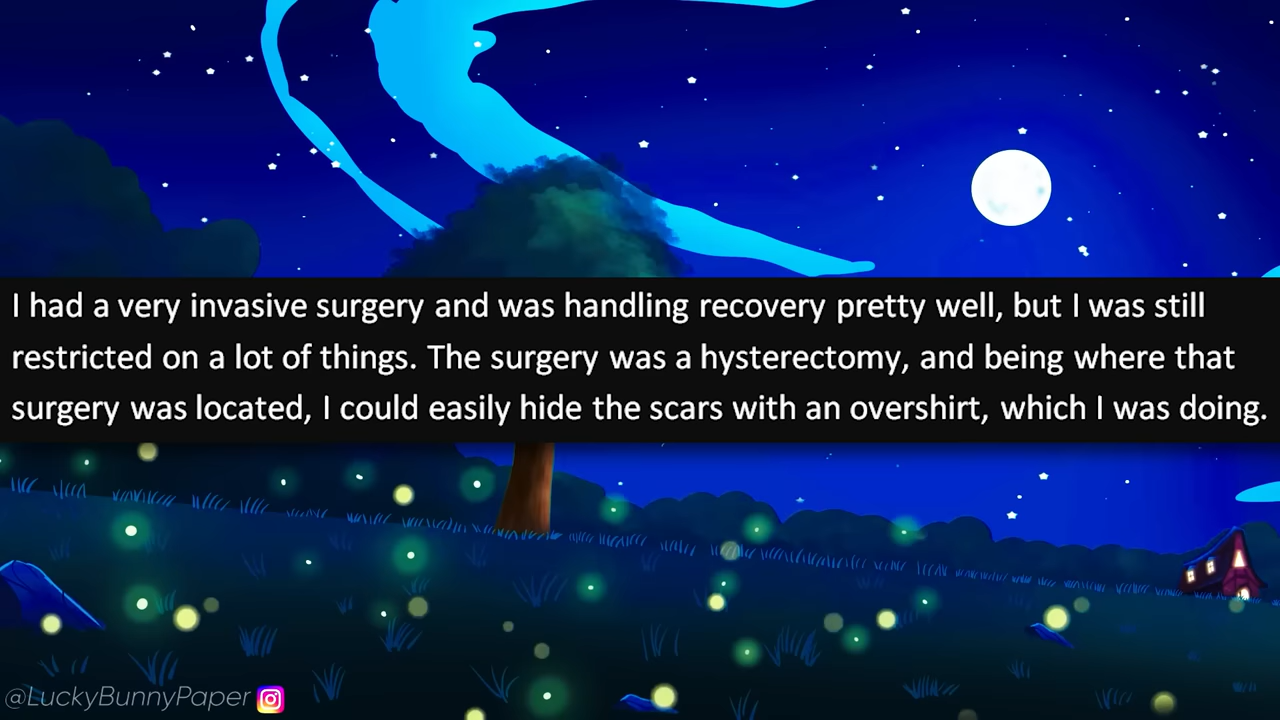 I had a very invasive surgery and was handling recovery pretty well, but I was still
restricted on a lot of things. The surgery was a hysterectomy, and being where that
surgery was located, I could easily hide the scars with an overshirt, which I was doing.
@LuckyBunnyPaper